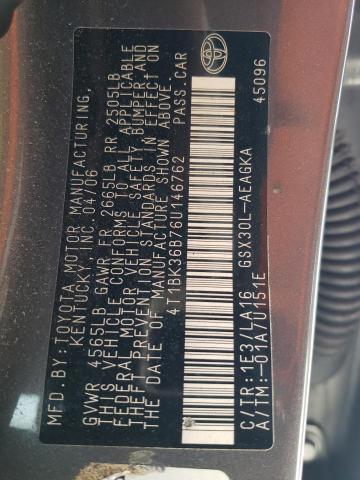 MFD.BY:TOYOTA MOTOR MANUFACTURING,
KENTUCKY, INC. 04/06
GVWR 4565LB GAWR FR 2665LB RR 2505LB
THIS VEHICLE CONFORMS TO ALL APPLICABLE
FEDERAL MOTOR VEHICLE SAFETY, BUMPER, AND
THEFT PREVENTION STANDARDS IN EFFECT ON
THE DATE OF MANUFACTURE SHOWN ABOVE.
4T1BK36B76U146762 PASS.CAR
C/TR:1E3/LA16 GSX30L-AEAGKA
A/TM:-01A/U151E 45096